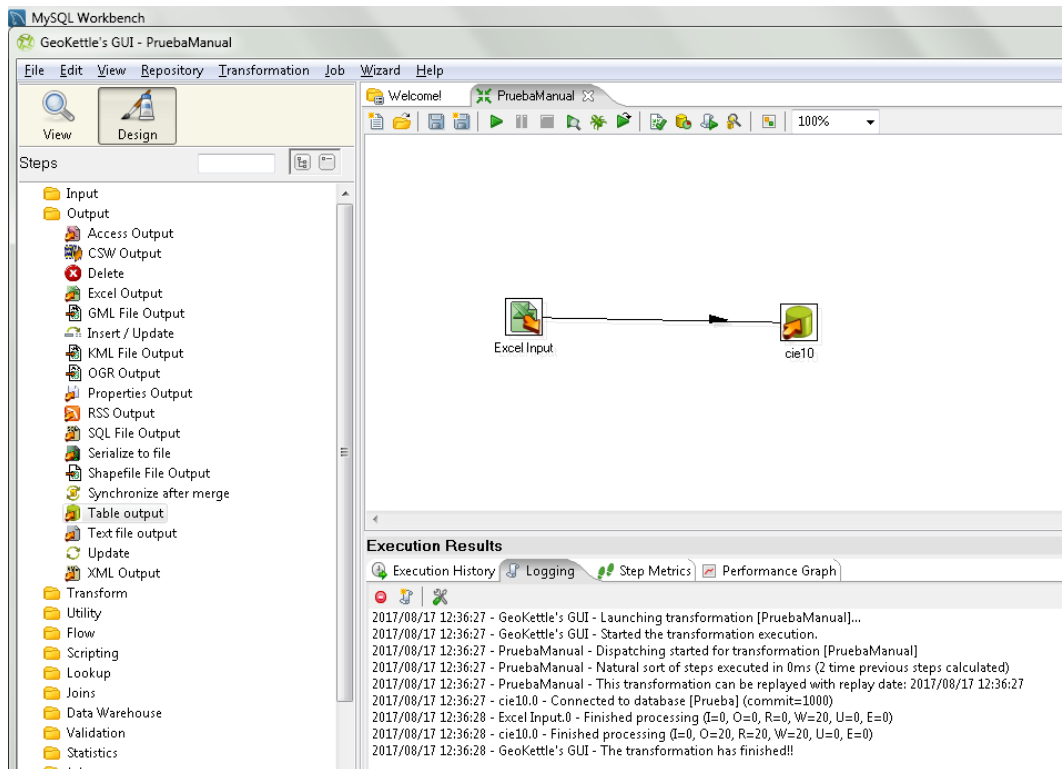 MySQL Workbench
GeoKettle's GUI - PruebaManual
File Edit View Repository Transformation Job Wizard Help
View
Design
Steps
Input
Output
Access Output
CSW Output
Delete
Excel Output
GML File Output
Insert / Update
KML File Output
OGR Output
Properties Output
RSS Output
SQL File Output
Serialize to file
Shapefile File Output
Synchronize after merge
Table output
Text file output
Update
XML Output
Transform
Utility
Flow
Scripting
Lookup
Joins
Data Warehouse
Validation
Statistics
Welcome!
PruebaManual
100%
Excel Input
cie10
Execution Results
Execution History
Logging
Step Metrics
Performance Graph
2017/08/17 12:36:27 - GeoKettle's GUI - Launching transformation [PruebaManual]...
2017/08/17 12:36:27 - GeoKettle's GUI - Started the transformation execution.
2017/08/17 12:36:27 - PruebaManual - Dispatching started for transformation [PruebaManual]
2017/08/17 12:36:27 - PruebaManual - Natural sort of steps executed in 0ms (2 time previous steps calculated)
2017/08/17 12:36:27 - PruebaManual - This transformation can be replayed with replay date: 2017/08/17 12:36:27
2017/08/17 12:36:27 - cie10.0 - Connected to database [Prueba] (commit=1000)
2017/08/17 12:36:28 - Excel Input.0 - Finished processing (I=0, O=0, R=0, W=20, U=0, E=0)
2017/08/17 12:36:28 - cie10.0 - Finished processing (I=0, O=20, R=20, W=20, U=0, E=0)
2017/08/17 12:36:28 - GeoKettle's GUI - The transformation has finished!!